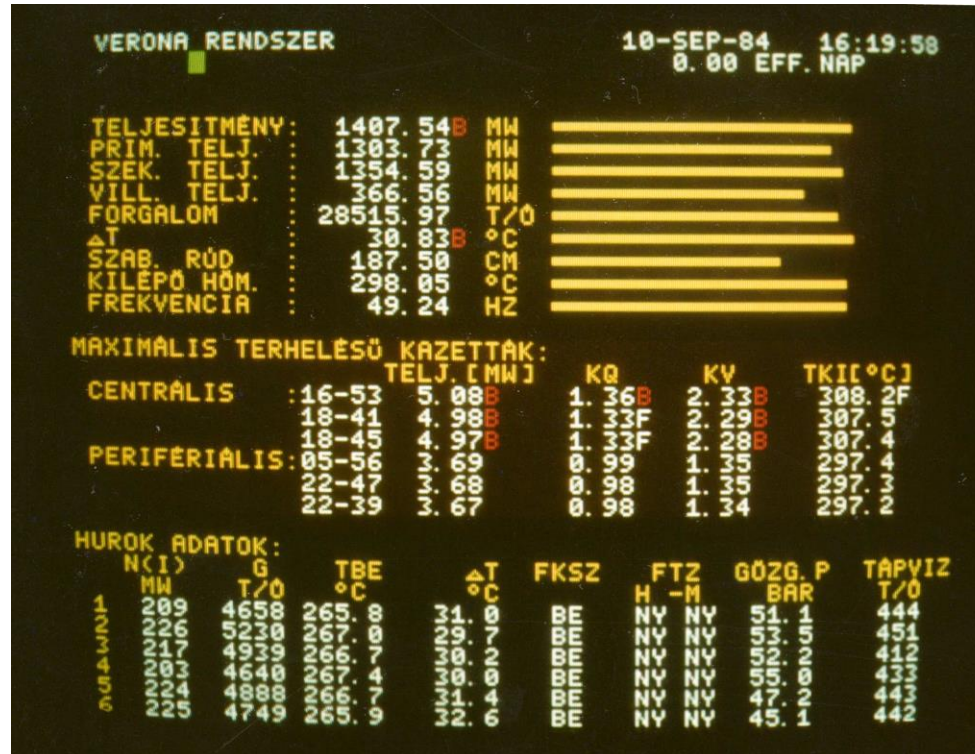 VERONA RENDSZER 10-SEP-84 16:19:58
0.00 EFF.NAP
TELJESITMÉNY: 1407.54B MW
PRIM. TELJ. : 1303.73 MW
SZEK. TELJ. : 1354.59 MW
VILL. TELJ. : 366.56 MW
FORGALOM : 28515.97 T/Ó
△T : 30.83B °C
SZAB. RÚD : 187.50 CM
KILÉPŐ HŐM. : 298.05 °C
FREKVENCIA : 49.24 HZ
MAXIMÁLIS TERHELÉSŰ KAZETTÁK:
TELJ.[MW] KQ KV TKI[°C]
CENTRÁLIS :16-53 5.08B 1.36B 2.33B 308.2F
18-41 4.98B 1.33F 2.29B 307.5
18-45 4.97B 1.33F 2.28B 307.4
PERIFÉRIÁLIS:05-56 3.69 0.99 1.35 297.4
22-47 3.68 0.98 1.35 297.3
22-39 3.67 0.98 1.34 297.2
HUROK ADATOK:
N(I) G TBE △T FKSZ FTZ GŐZG.P TÁPVIZ
MW T/Ó °C °C H -M BAR T/Ó
1 209 4658 265.8 31.0 BE NY NY 51.1 444
2 226 5230 267.0 29.7 BE NY NY 53.5 451
3 217 4939 266.7 30.2 BE NY NY 52.2 412
4 203 4640 267.4 30.0 BE NY NY 55.0 433
5 224 4888 266.7 31.4 BE NY NY 47.2 443
6 225 4749 265.9 32.6 BE NY NY 45.1 442